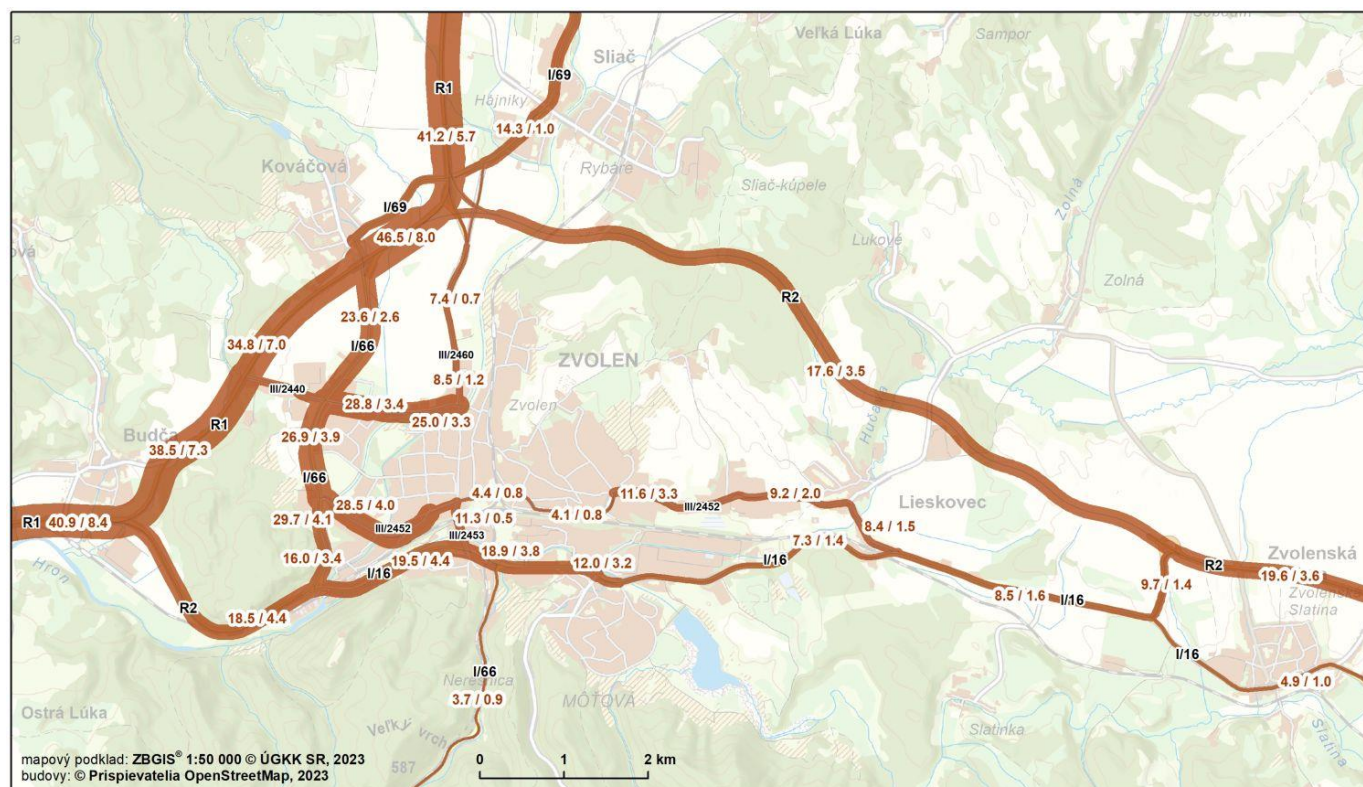 Veľká Lúka
Sampor
I/69
Sliač
R1
Hájniky
14.3 / 1.0
41.2 / 5.7
Kováčová
Rybáre
Sliač-kúpele
Zolná
I/69
46.5 / 8.0
Lukové
ová
Zolná
R2
7.4 / 0.7
23.6 / 2.6
34.8 / 7.0
I/66
III/2460
ZVOLEN
17.6 / 3.5
8.5 / 1.2
III/2440
28.8 / 3.4
Zvolen
25.0 / 3.3
R1
Budča
26.9 / 3.9
38.5 / 7.3
Hučava
I/66
4.4 / 0.8
11.6 / 3.3
9.2 / 2.0
28.5 / 4.0
III/2452
Lieskovec
R1 40.9 / 8.4
29.7 / 4.1
11.3 / 0.5
4.1 / 0.8
III/2452
III/2453
8.4 / 1.5
7.3 / 1.4
Hron
16.0 / 3.4
18.9 / 3.8
Zvolenská
19.5 / 4.4
12.0 / 3.2
I/16
I/16
R2
19.6 / 3.6
9.7 / 1.4
Zvolenská
Slatina
R2
18.5 / 4.4
8.5 / 1.6
I/16
I/16
I/66
Neresnica
3.7 / 0.9
4.9 / 1.0
MÔŤOVÁ
Ostrá Lúka
Veľký vrch
587
Slatinka
Slatina
mapový podklad: ZBGIS® 1:50 000 © ÚGKK SR, 2023
budovy: © Prispievatelia OpenStreetMap, 2023
0 1 2 km